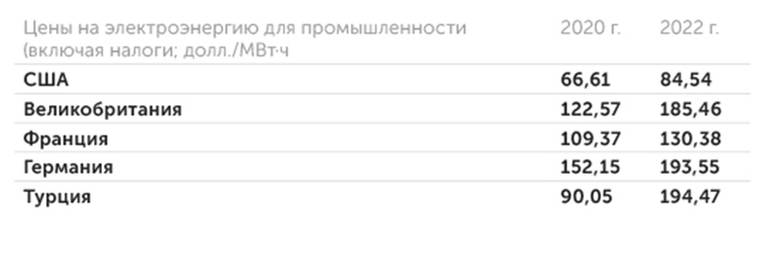 Цены на электроэнергию для промышленности 2020 г. 2022 г.
(включая налоги; долл./МВт·ч
США 66,61 84,54
Великобритания 122,57 185,46
Франция 109,37 130,38
Германия 152,15 193,55
Турция 90,05 194,47